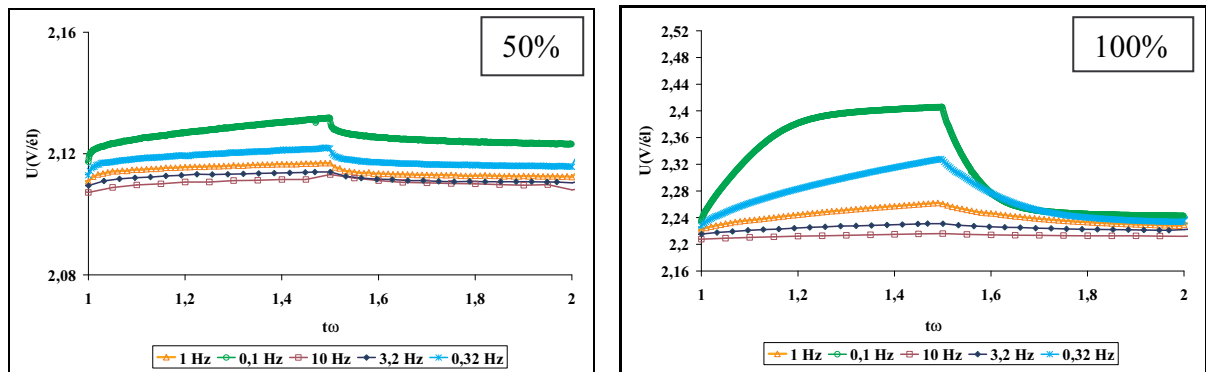 50%
2,16
2,12
2,08
U(V/él)
1 1,2 1,4 1,6 1,8 2
tω
1 Hz 0,1 Hz 10 Hz 3,2 Hz 0,32 Hz
100%
2,52
2,48
2,44
2,4
2,36
2,32
2,28
2,24
2,2
2,16
U(V/él)
1 1,2 1,4 1,6 1,8 2
tω
1 Hz 0,1 Hz 10 Hz 3,2 Hz 0,32 Hz